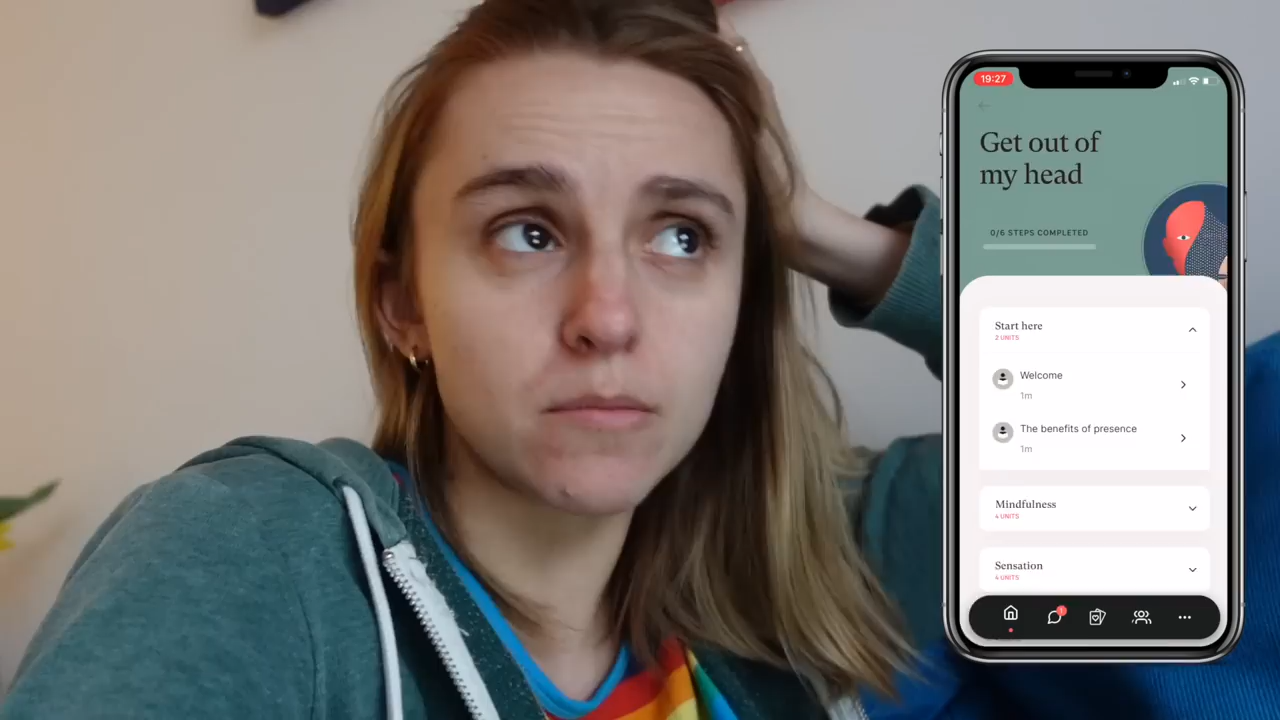 19:27
Get out of
my head
0/6 STEPS COMPLETED
Start here
2 UNITS
Welcome
1m
The benefits of presence
1m
Mindfulness
4 UNITS
Sensation
4 UNITS
1